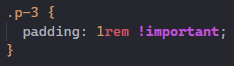 .p-3 {
  padding: 1rem !important;
}